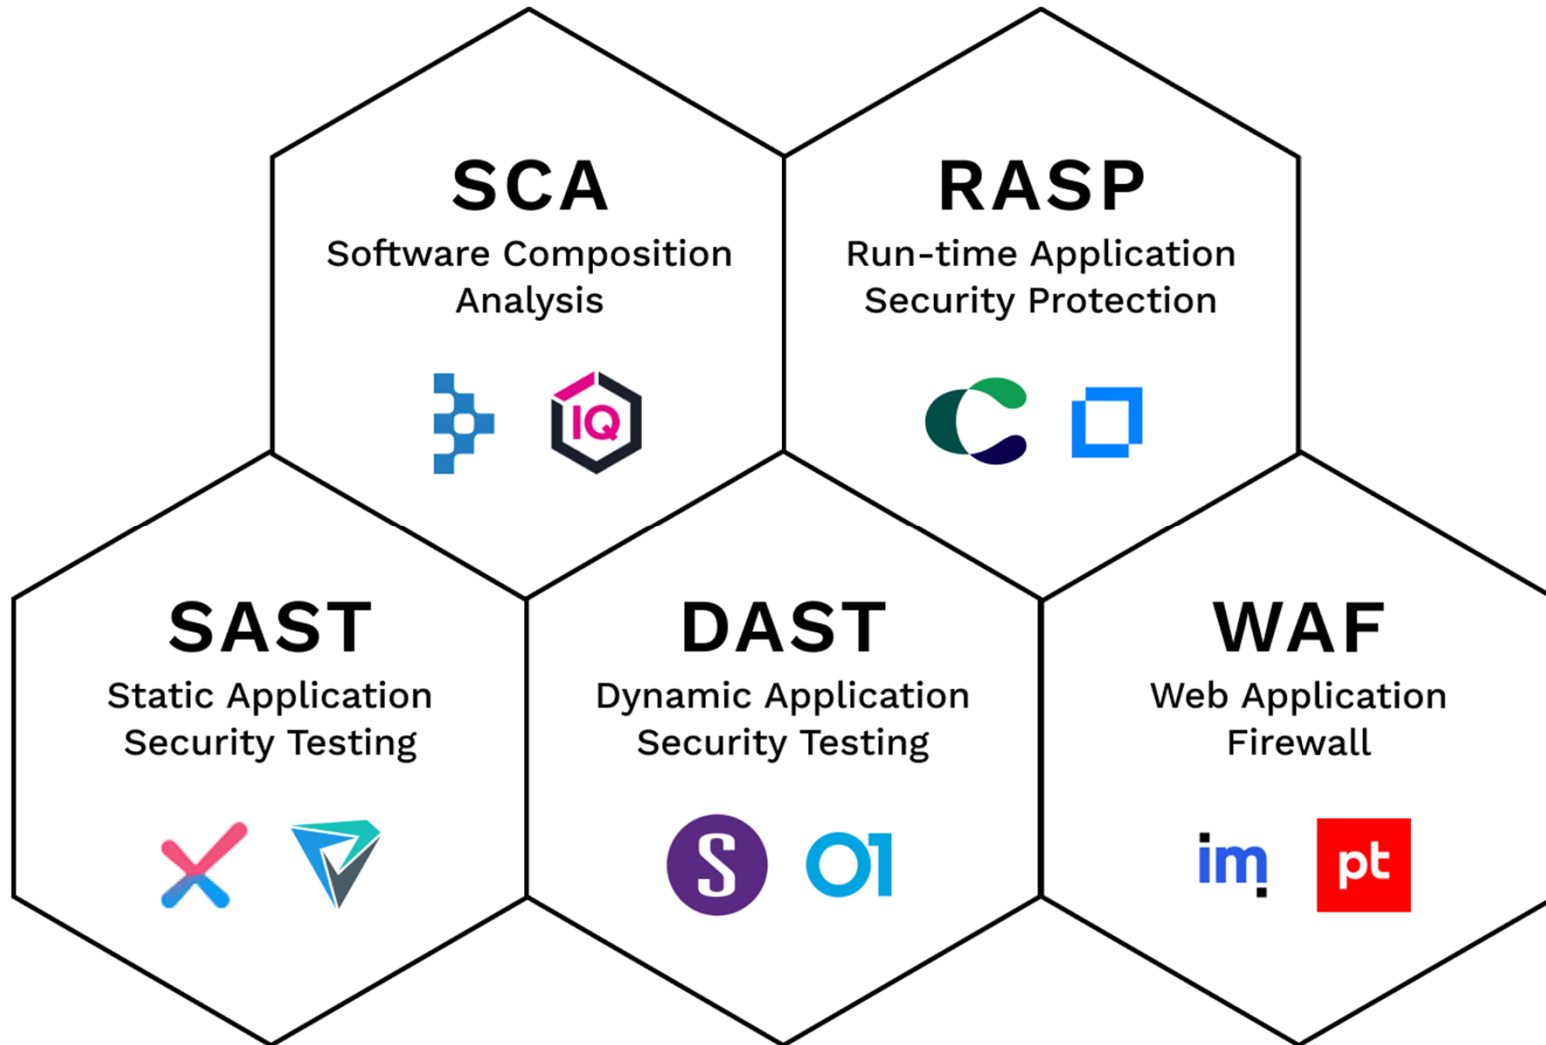 SCA
Software Composition
Analysis
IQ
RASP
Run-time Application
Security Protection
SAST
Static Application
Security Testing
DAST
Dynamic Application
Security Testing
S
01
WAF
Web Application
Firewall
im
pt